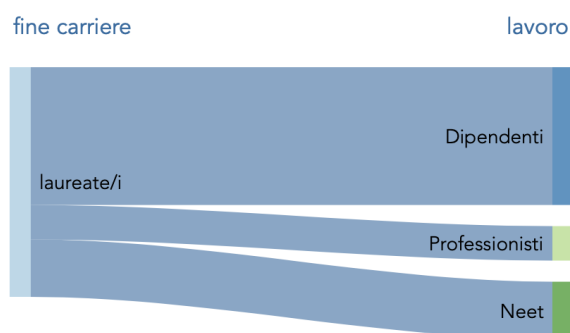 fine carriere
lavoro
Dipendenti
laureate/i
Professionisti
Neet